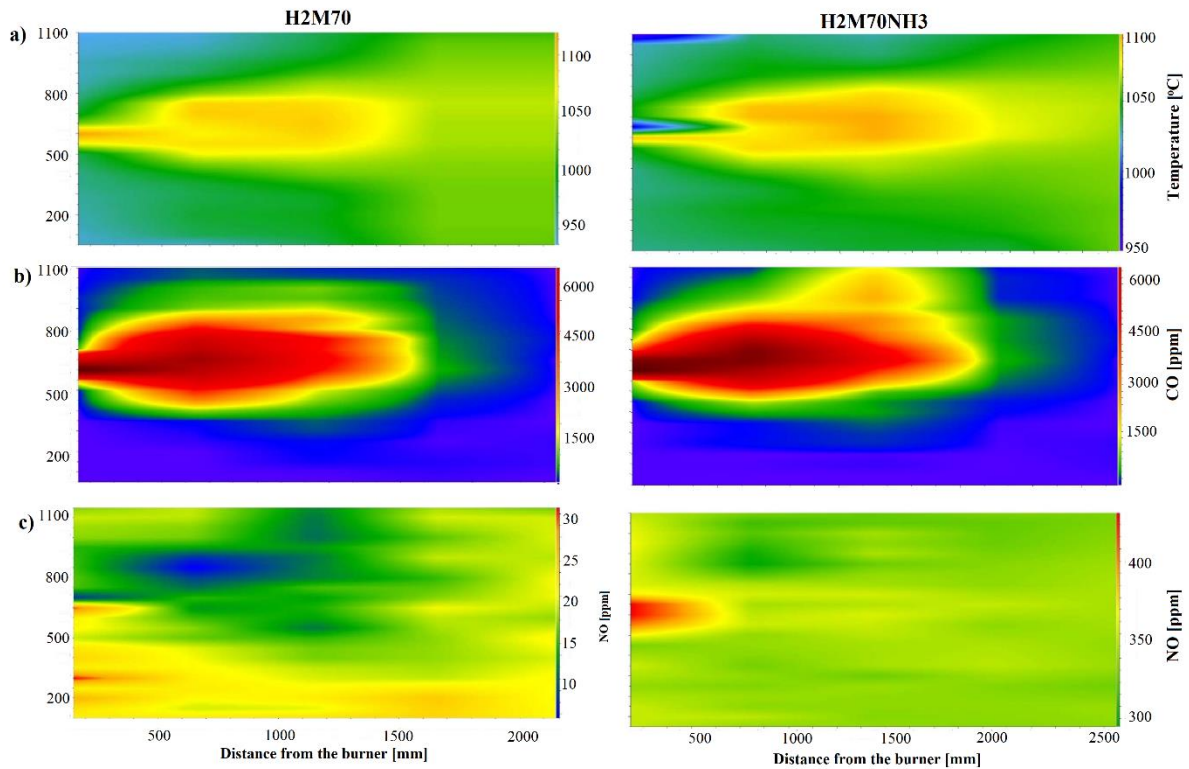 H2M70 H2M70NH3
a) 1100 800 500 200 1100 1050 1000 950 1100 1050 1000 950 Temperature [°C]
b) 1100 800 500 200 6000 4500 3000 1500 6000 4500 3000 1500 CO [ppm]
c) 1100 800 500 200 30 25 20 15 10 NO [ppm] 400 350 300 NO [ppm]
500 1000 1500 2000 500 1000 1500 2000 2500
Distance from the burner [mm] Distance from the burner [mm]